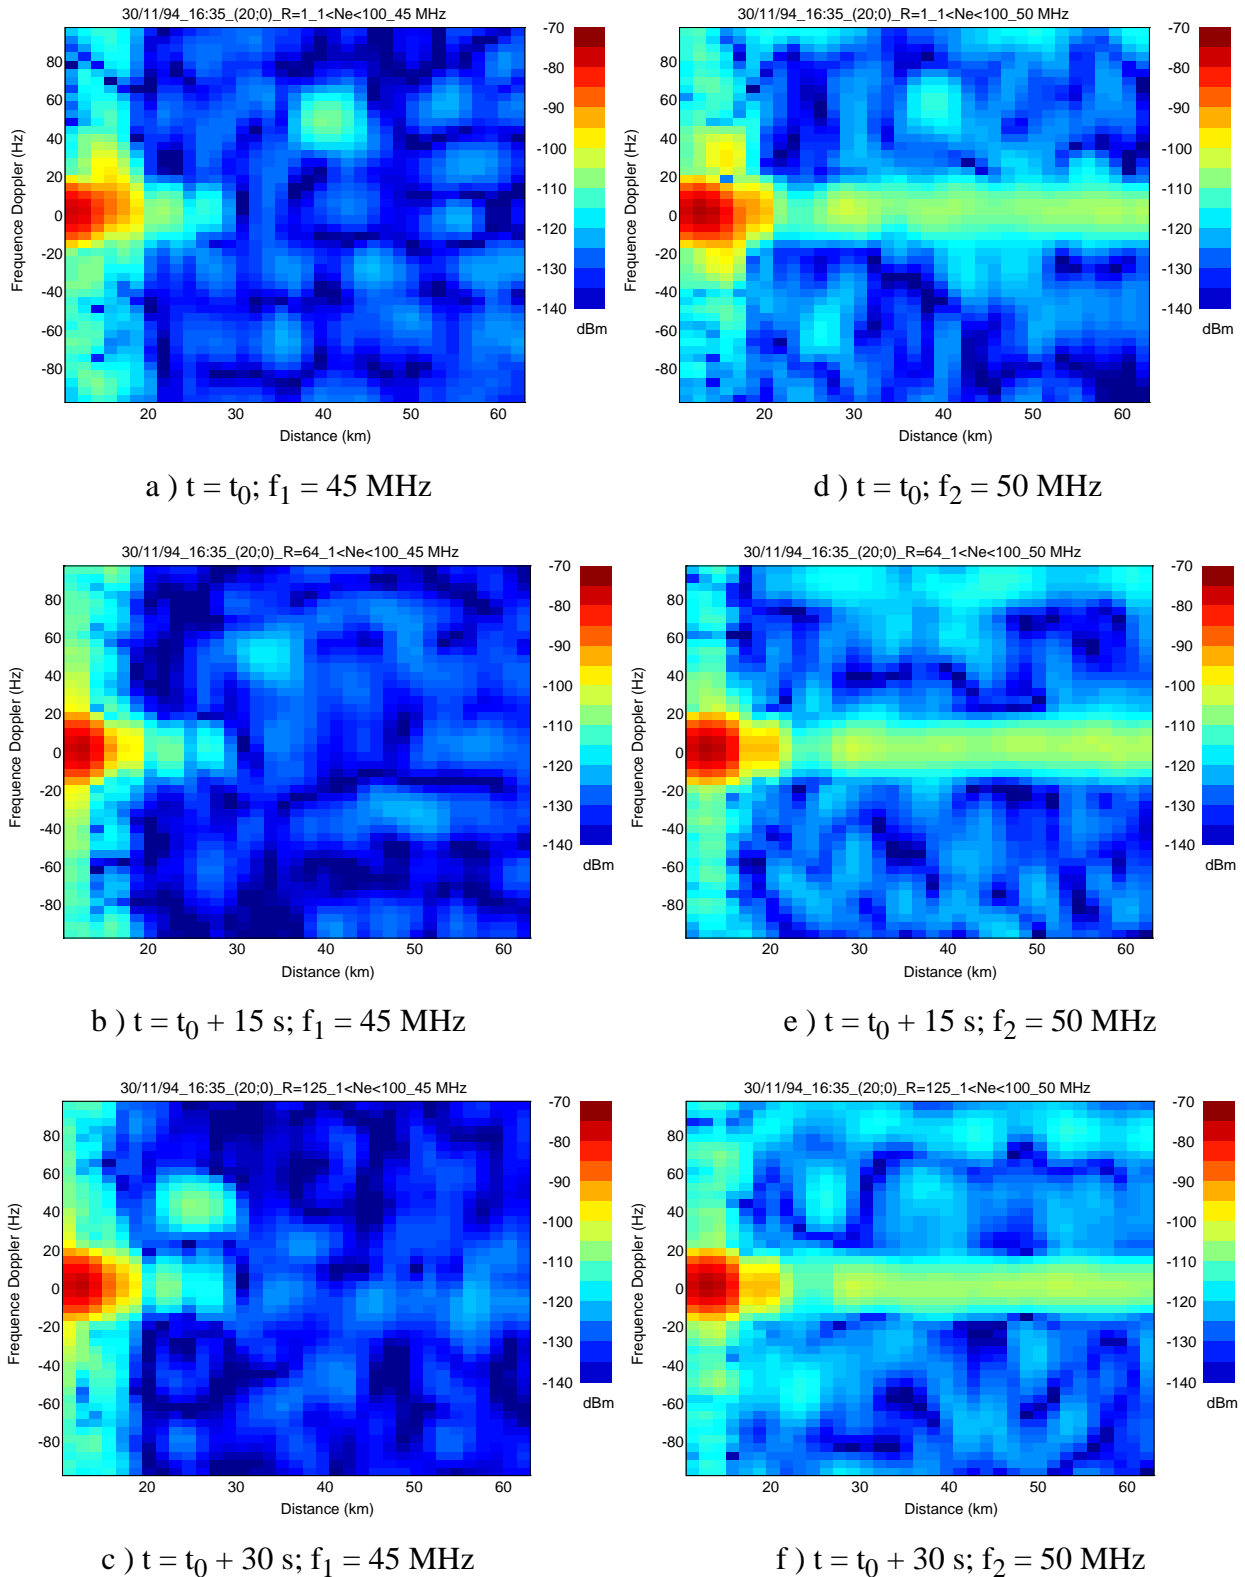 30/11/94_16:35_(20;0)_R=1_1<Ne<100_45 MHz
Frequence Doppler (Hz)
80
60
40
20
0
-20
-40
-60
-80
20 30 40 50 60
Distance (km)
-70
-80
-90
-100
-110
-120
-130
-140
dBm
a ) t = t0; f1 = 45 MHz
30/11/94_16:35_(20;0)_R=1_1<Ne<100_50 MHz
Frequence Doppler (Hz)
80
60
40
20
0
-20
-40
-60
-80
20 30 40 50 60
Distance (km)
-70
-80
-90
-100
-110
-120
-130
-140
dBm
d ) t = t0; f2 = 50 MHz
30/11/94_16:35_(20;0)_R=64_1<Ne<100_45 MHz
Frequence Doppler (Hz)
80
60
40
20
0
-20
-40
-60
-80
20 30 40 50 60
Distance (km)
-70
-80
-90
-100
-110
-120
-130
-140
dBm
b ) t = t0 + 15 s; f1 = 45 MHz
30/11/94_16:35_(20;0)_R=64_1<Ne<100_50 MHz
Frequence Doppler (Hz)
80
60
40
20
0
-20
-40
-60
-80
20 30 40 50 60
Distance (km)
-70
-80
-90
-100
-110
-120
-130
-140
dBm
e ) t = t0 + 15 s; f2 = 50 MHz
30/11/94_16:35_(20;0)_R=125_1<Ne<100_45 MHz
Frequence Doppler (Hz)
80
60
40
20
0
-20
-40
-60
-80
20 30 40 50 60
Distance (km)
-70
-80
-90
-100
-110
-120
-130
-140
dBm
c ) t = t0 + 30 s; f1 = 45 MHz
30/11/94_16:35_(20;0)_R=125_1<Ne<100_50 MHz
Frequence Doppler (Hz)
80
60
40
20
0
-20
-40
-60
-80
20 30 40 50 60
Distance (km)
-70
-80
-90
-100
-110
-120
-130
-140
dBm
f ) t = t0 + 30 s; f2 = 50 MHz